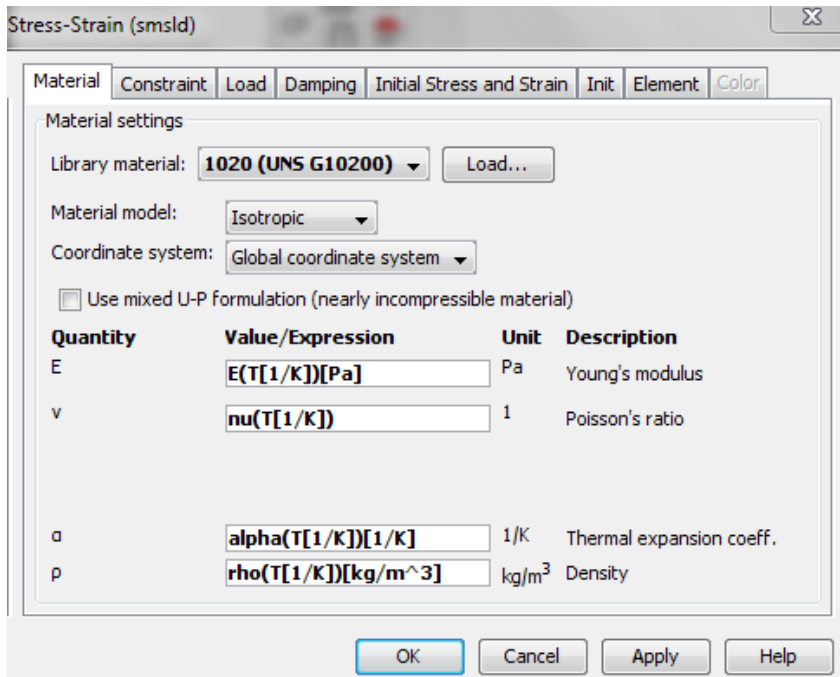 Stress-Strain (smsld)
Material Constraint Load Damping Initial Stress and Strain Init Element Color
Material settings
Library material: 1020 (UNS G10200) Load...
Material model: Isotropic
Coordinate system: Global coordinate system
Use mixed U-P formulation (nearly incompressible material)
Quantity Value/Expression Unit Description
E E(T[1/K])[Pa] Pa Young's modulus
ν nu(T[1/K]) 1 Poisson's ratio
α alpha(T[1/K])[1/K] 1/K Thermal expansion coeff.
ρ rho(T[1/K])[kg/m^3] kg/m³ Density
OK Cancel Apply Help